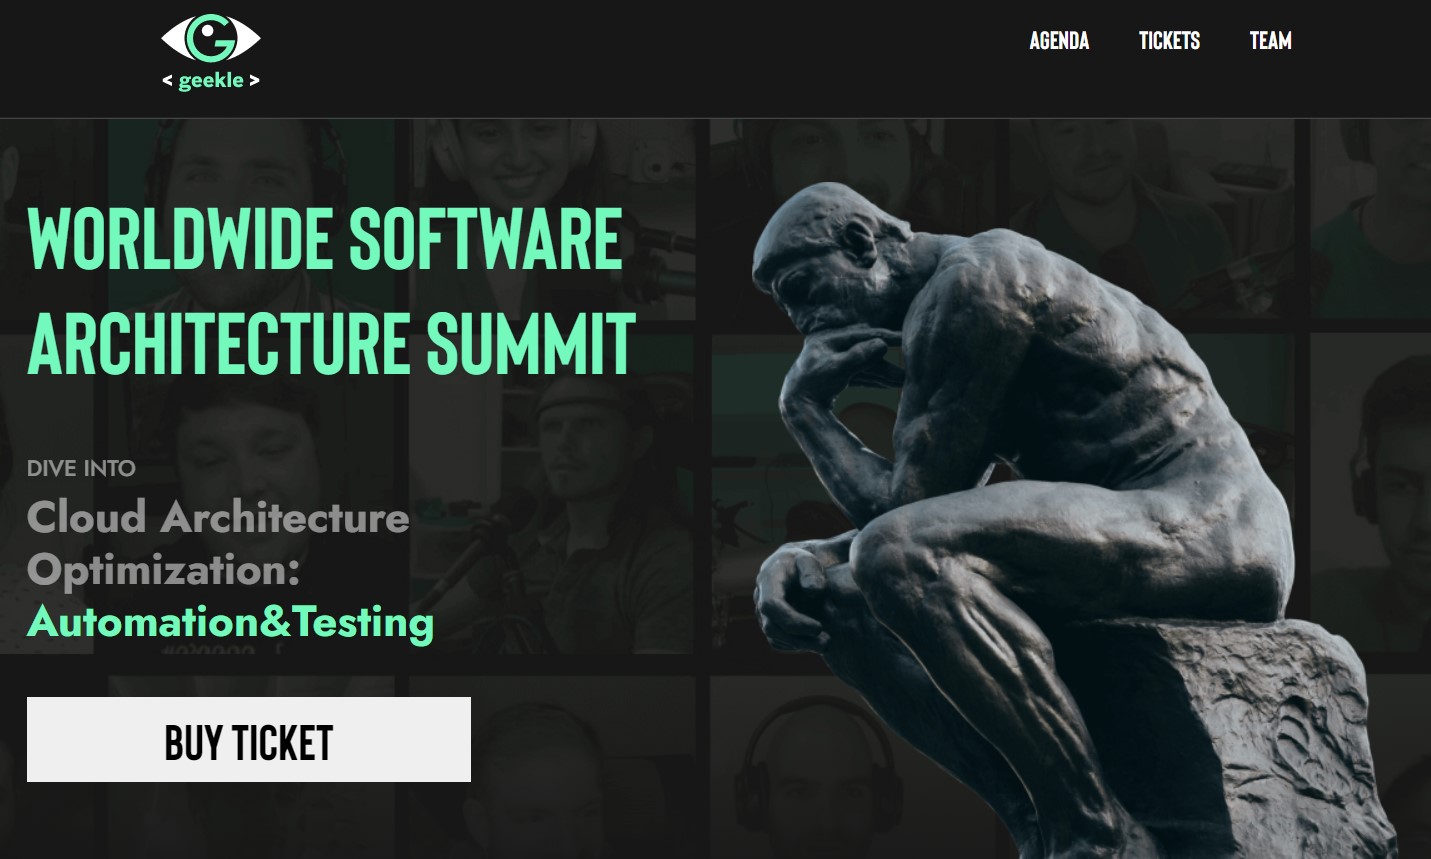 < geekle >
AGENDA TICKETS TEAM
WORLDWIDE SOFTWARE
ARCHITECTURE SUMMIT
DIVE INTO
Cloud Architecture
Optimization:
Automation&Testing
BUY TICKET